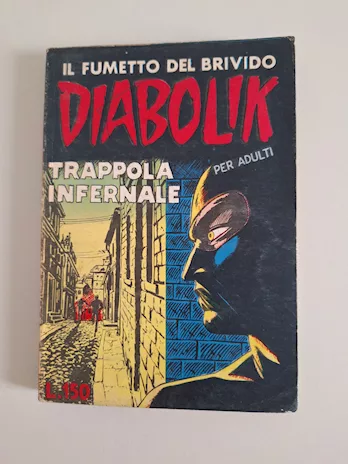 IL FUMETTO DEL BRIVIDO
DIABOLIK
TRAPPOLA
INFERNALE
PER ADULTI
L.150